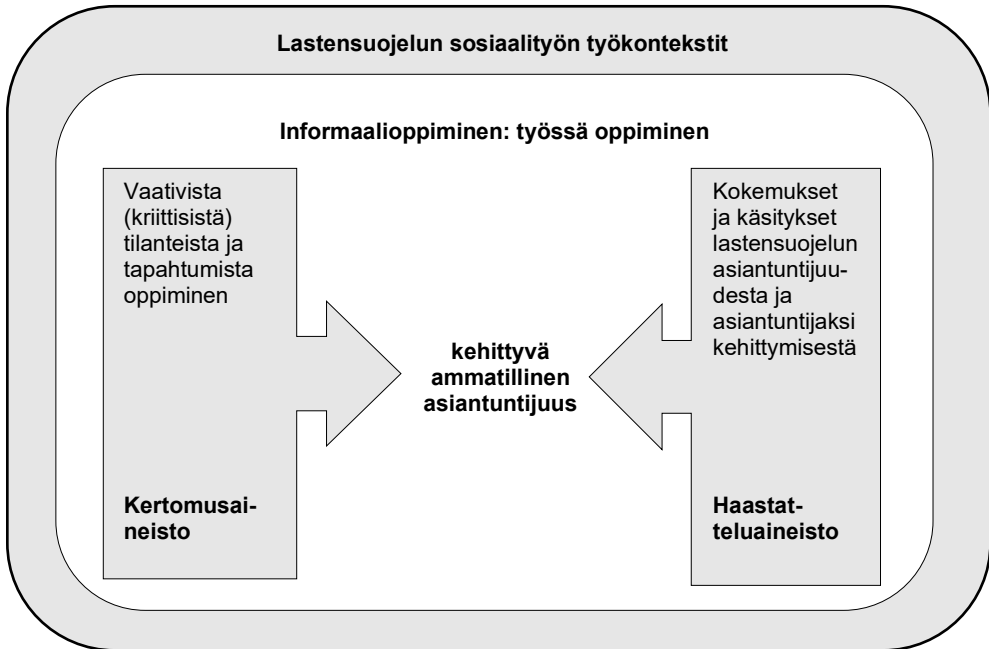 Lastensuojelun sosiaalityön työkontekstit
Informaalioppiminen: työssä oppiminen
Vaativista
(kriittisistä)
tilanteista ja
tapahtumista
oppiminen
Kertomusai-
neisto
kehittyvä
ammatillinen
asiantuntijuus
Kokemukset
ja käsitykset
lastensuojelun
asiantuntijuu-
desta ja
asiantuntijaksi
kehittymisestä
Haastat-
teluaineisto